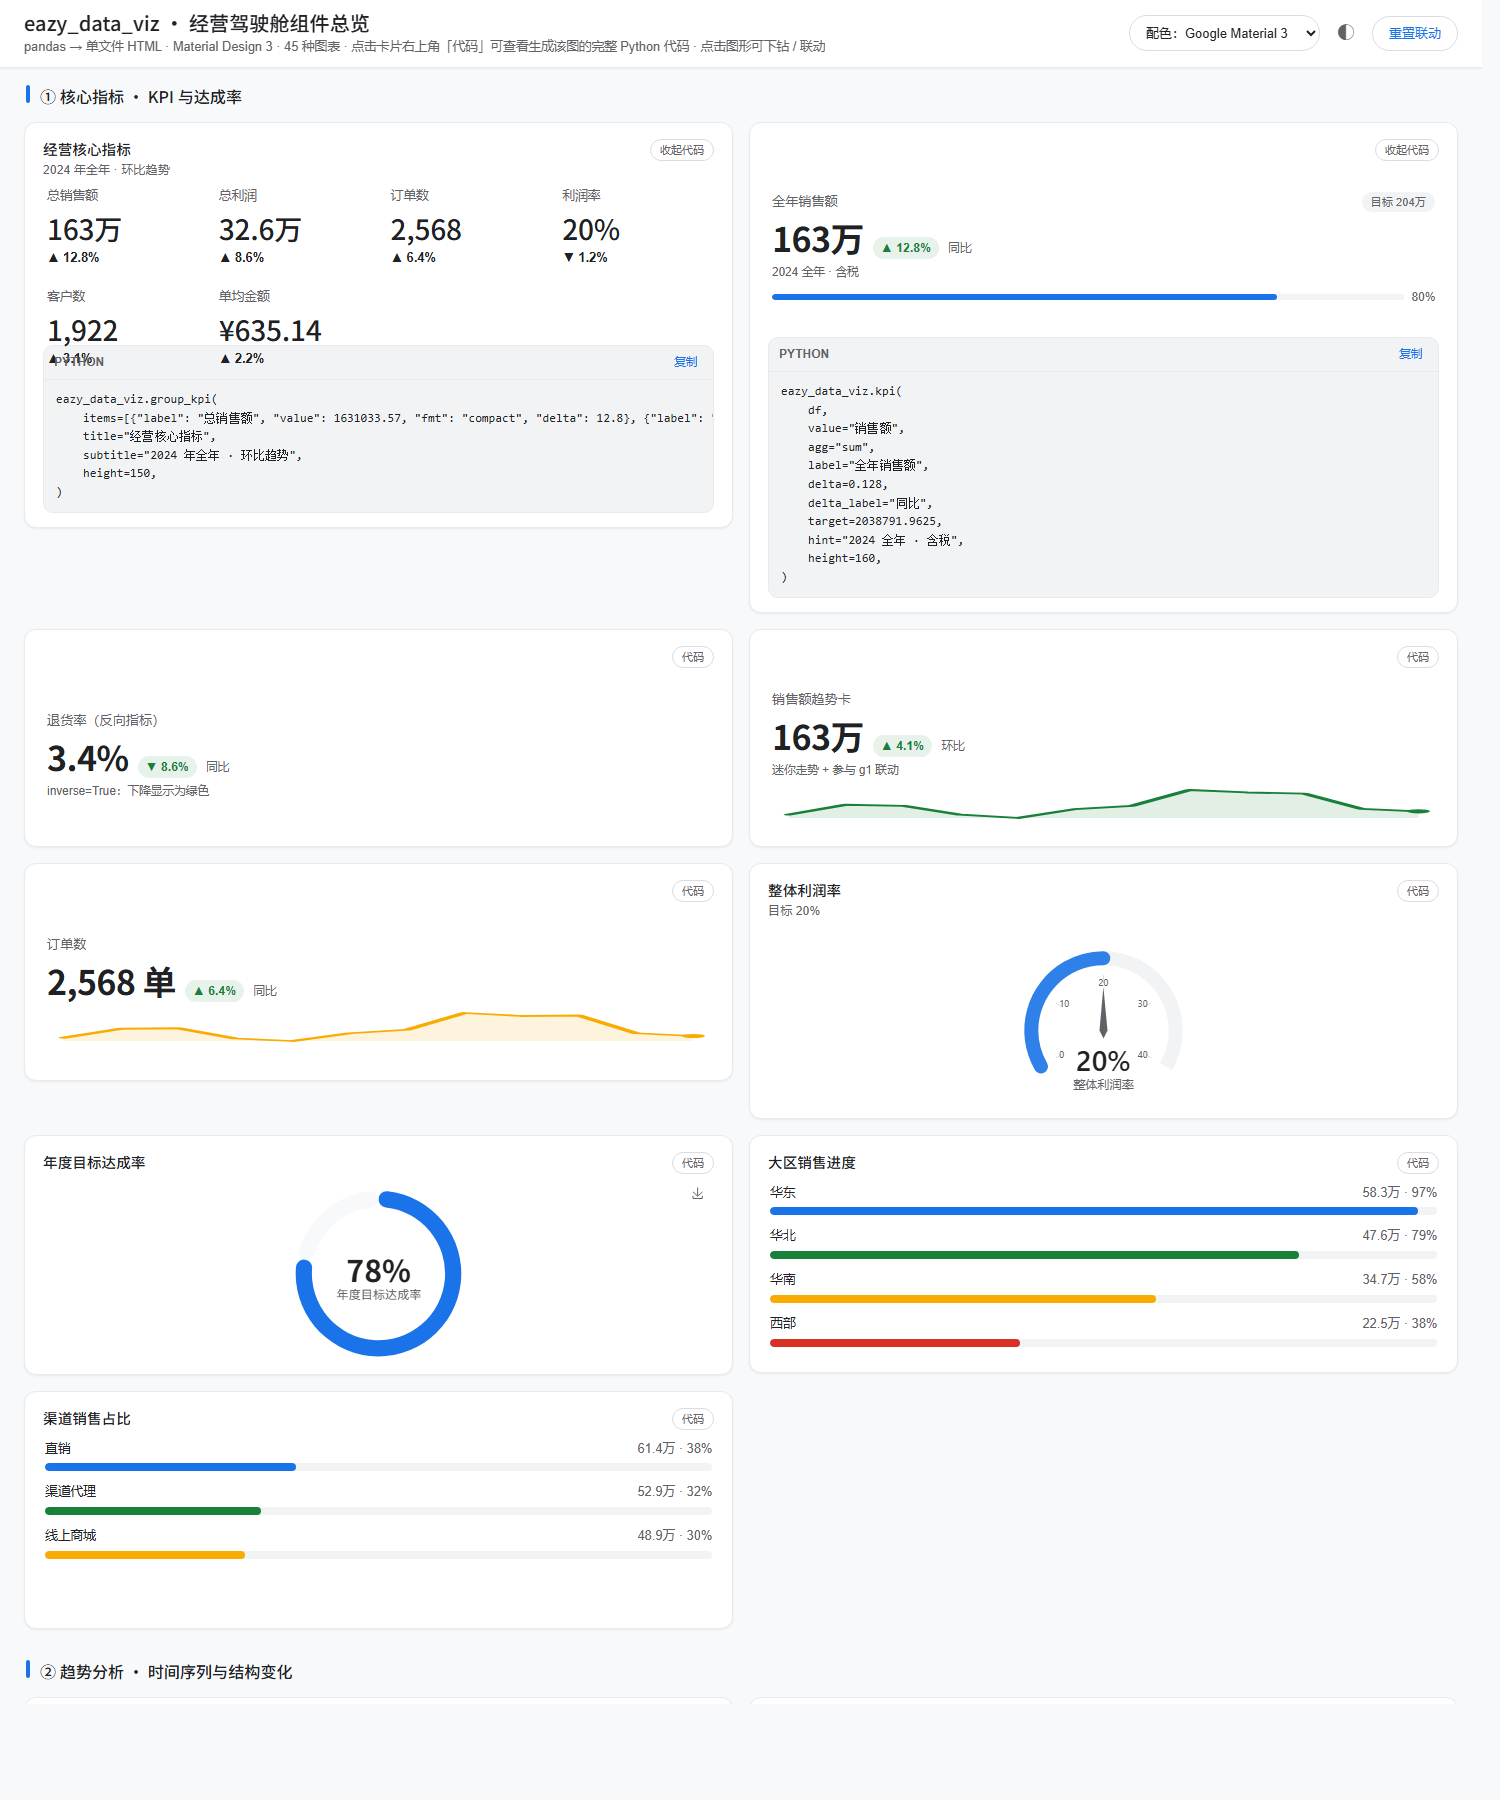 eazy_data_viz • 经营驾驶舱组件总览
pandas → 单文件 HTML · Material Design 3 · 45 种图表 · 点击卡片右上角「代码」可查看生成该图的完整 Python 代码 · 点击图形可下钻 / 联动
配色：Google Material 3
重置联动
① 核心指标 • KPI 与达成率
经营核心指标
收起代码
2024 年全年 · 环比趋势
总销售额
163万
▲ 12.8%
总利润
32.6万
▲ 8.6%
订单数
2,568
▲ 6.4%
利润率
20%
▼ 1.2%
客户数
1,922
▲ 3.1%
单均金额
¥635.14
▲ 2.2%
PYTHON
复制
eazy_data_viz.group_kpi(
items=[{"label": "总销售额", "value": 1631033.57, "fmt": "compact", "delta": 12.8}, {"label": "
title="经营核心指标",
subtitle="2024 年全年 · 环比趋势",
height=150,
)
收起代码
全年销售额
目标 204万
163万 ▲ 12.8% 同比
2024 全年 · 含税
80%
PYTHON
复制
eazy_data_viz.kpi(
df,
value="销售额",
agg="sum",
label="全年销售额",
delta=0.128,
delta_label="同比",
target=2038791.9625,
hint="2024 全年 · 含税",
height=160,
)
代码
退货率（反向指标）
3.4% ▼ 8.6% 同比
inverse=True：下降显示为绿色
代码
销售额趋势卡
163万 ▲ 4.1% 环比
迷你走势 + 参与 g1 联动
代码
订单数
2,568 单 ▲ 6.4% 同比
整体利润率
代码
目标 20%
0
10
20
30
40
20%
整体利润率
年度目标达成率
代码
78%
年度目标达成率
大区销售进度
代码
华东 58.3万 · 97%
华北 47.6万 · 79%
华南 34.7万 · 58%
西部 22.5万 · 38%
渠道销售占比
代码
直销 61.4万 · 38%
渠道代理 52.9万 · 32%
线上商城 48.9万 · 30%
② 趋势分析 • 时间序列与结构变化